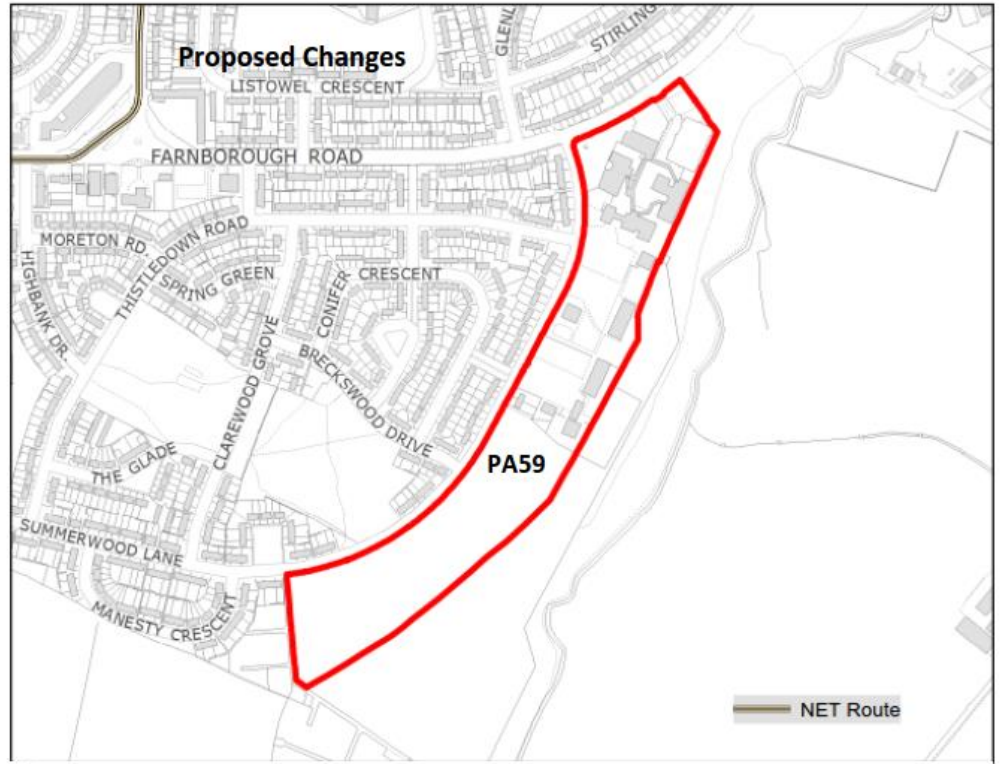 Proposed Changes
GLENL
STIRLING
LISTOWEL CRESCENT
FARNBOROUGH ROAD
MORETON RD.
THISTLEDOWN ROAD
SPRING GREEN
HIGHBANK DR.
CONIFER CRESCENT
CLAREWOOD GROVE
BRECKSWOOD DRIVE
THE GLADE
PA59
SUMMERWOOD LANE
MANESTY CRESCENT
NET Route